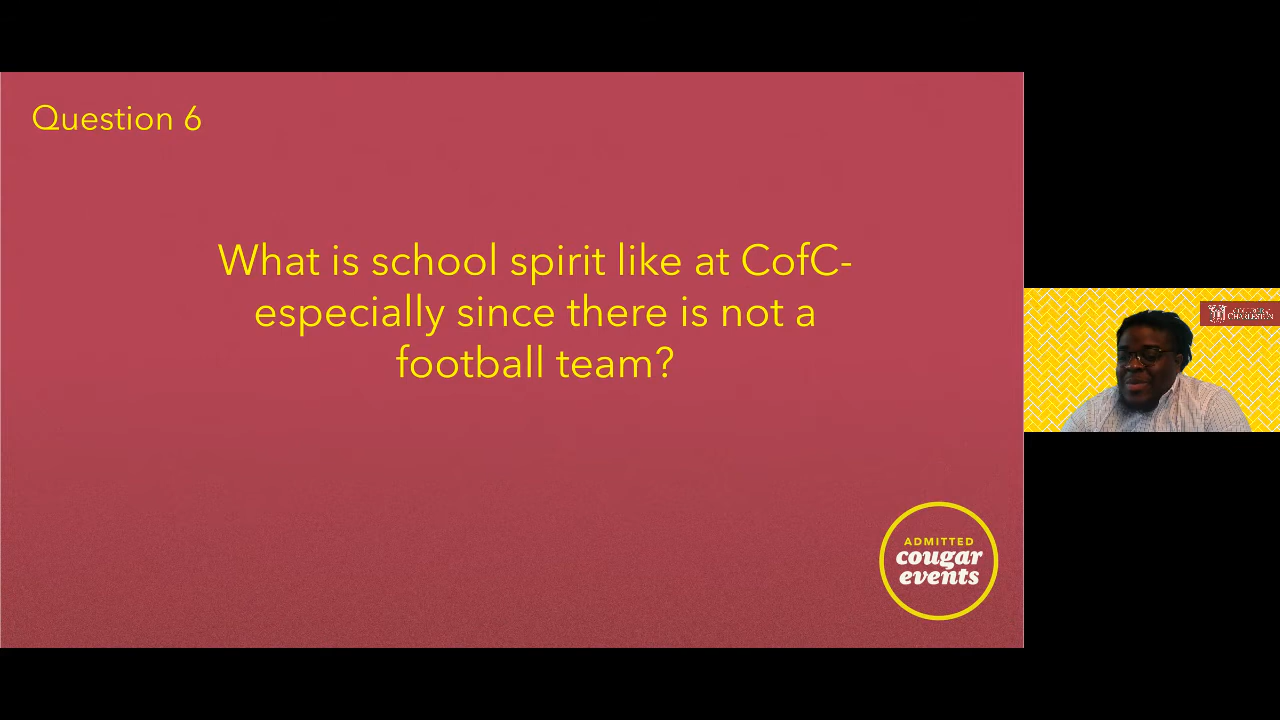 Question 6
What is school spirit like at CofC-
especially since there is not a
football team?
ADMITTED
cougar
events
CHARLESTON